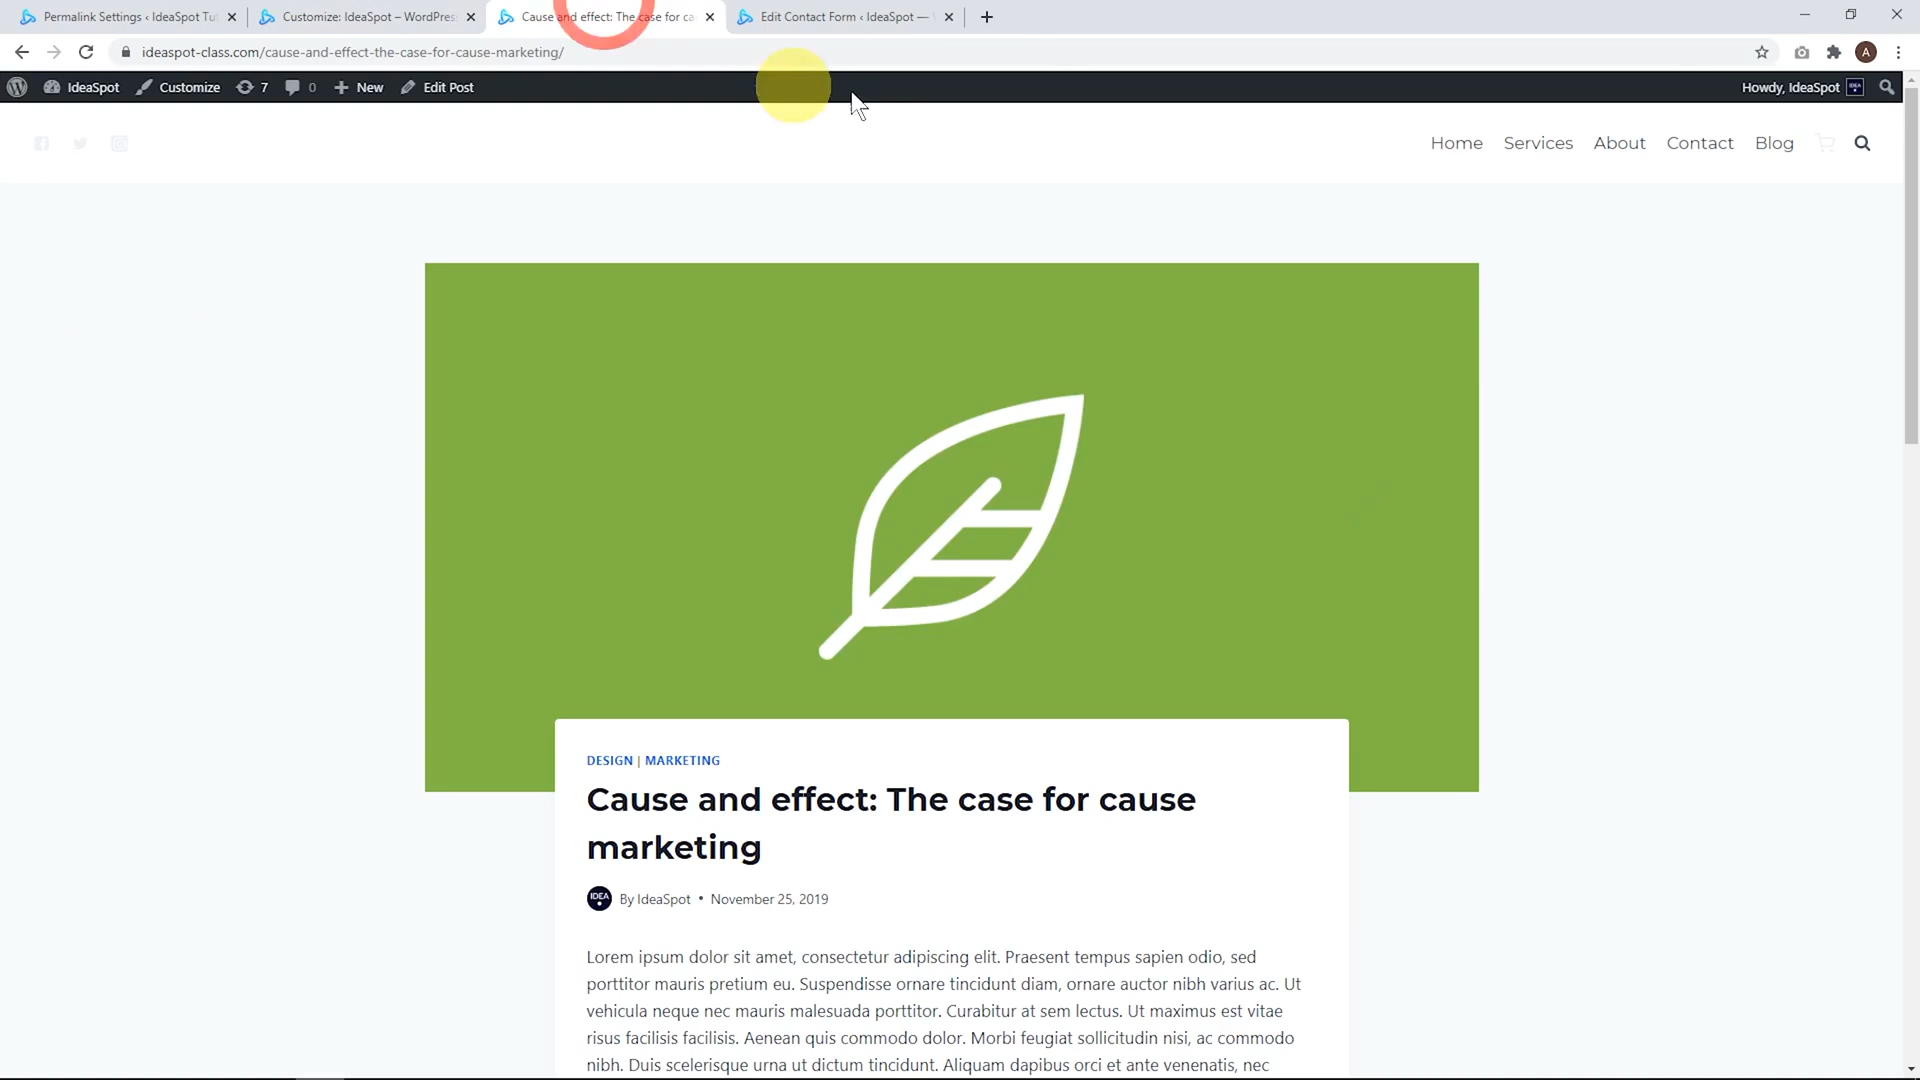 Permalink Settings ‹ IdeaSpot Tu
Customize: IdeaSpot – WordPress
Cause and effect: The case for ca
Edit Contact Form ‹ IdeaSpot —
ideaspot-class.com/cause-and-effect-the-case-for-cause-marketing/
A
IdeaSpot
Customize
7
0
New
Edit Post
Howdy, IdeaSpot
Home
Services
About
Contact
Blog
DESIGN | MARKETING
Cause and effect: The case for cause
marketing
IDEA
By IdeaSpot • November 25, 2019
Lorem ipsum dolor sit amet, consectetur adipiscing elit. Praesent tempus sapien odio, sed
porttitor mauris pretium eu. Suspendisse ornare tincidunt diam, ornare auctor nibh varius ac. Ut
vehicula neque nec mauris malesuada porttitor. Curabitur at sem lectus. Ut maximus est vitae
risus facilisis facilisis. Aenean quis commodo dolor. Morbi feugiat sollicitudin nisi, ac commodo
nibh. Duis scelerisque urna ut dictum tincidunt. Aliquam dapibus orci et ante venenatis, nec